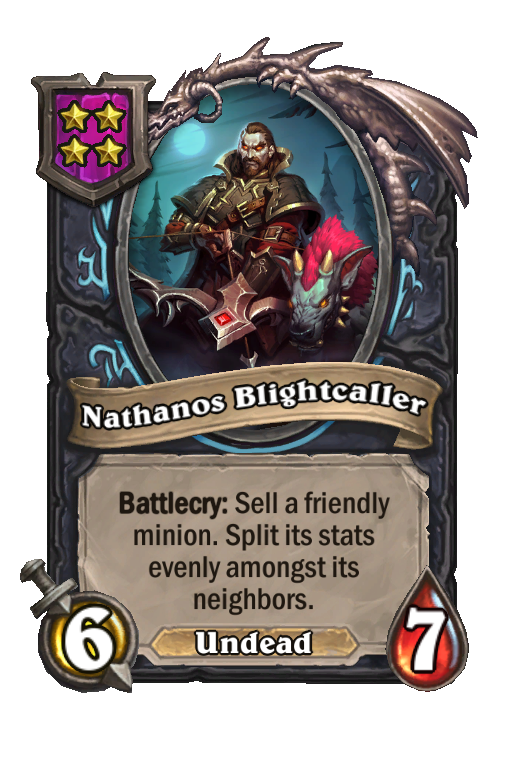 Nathanos Blightcaller
Battlecry: Sell a friendly
minion. Split its stats
evenly amongst its
neighbors.
6
Undead
7